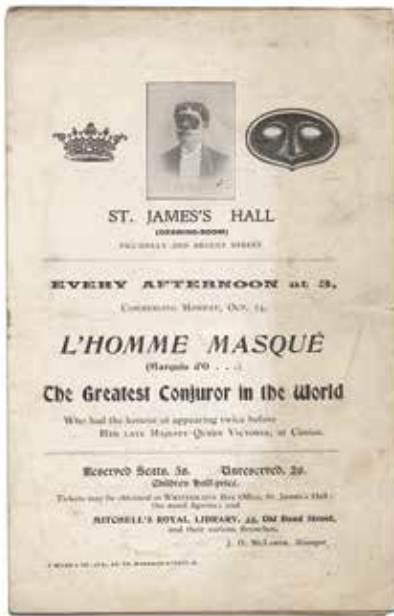 ST. JAMES'S HALL
(DRAWING-ROOM)
PICCADILLY AND REGENT STREET
EVERY AFTERNOON at 3,
COMMENCING MONDAY, OCT. 14,
L'HOMME MASQUÉ
(Marquis d'O . . .)
The Greatest Conjuror in the World
Who had the honour of appearing twice before
HER LATE MAJESTY QUEEN VICTORIA, at Cimiez.
Reserved Seats, 5s. Unreserved, 2s.
Children half-price.
Tickets may be obtained at Box Office, St. James's Hall;
the usual Agents; and
MITCHELL'S ROYAL LIBRARY, 33, Old Bond Street,
and their various Branches.
J. H. Manager